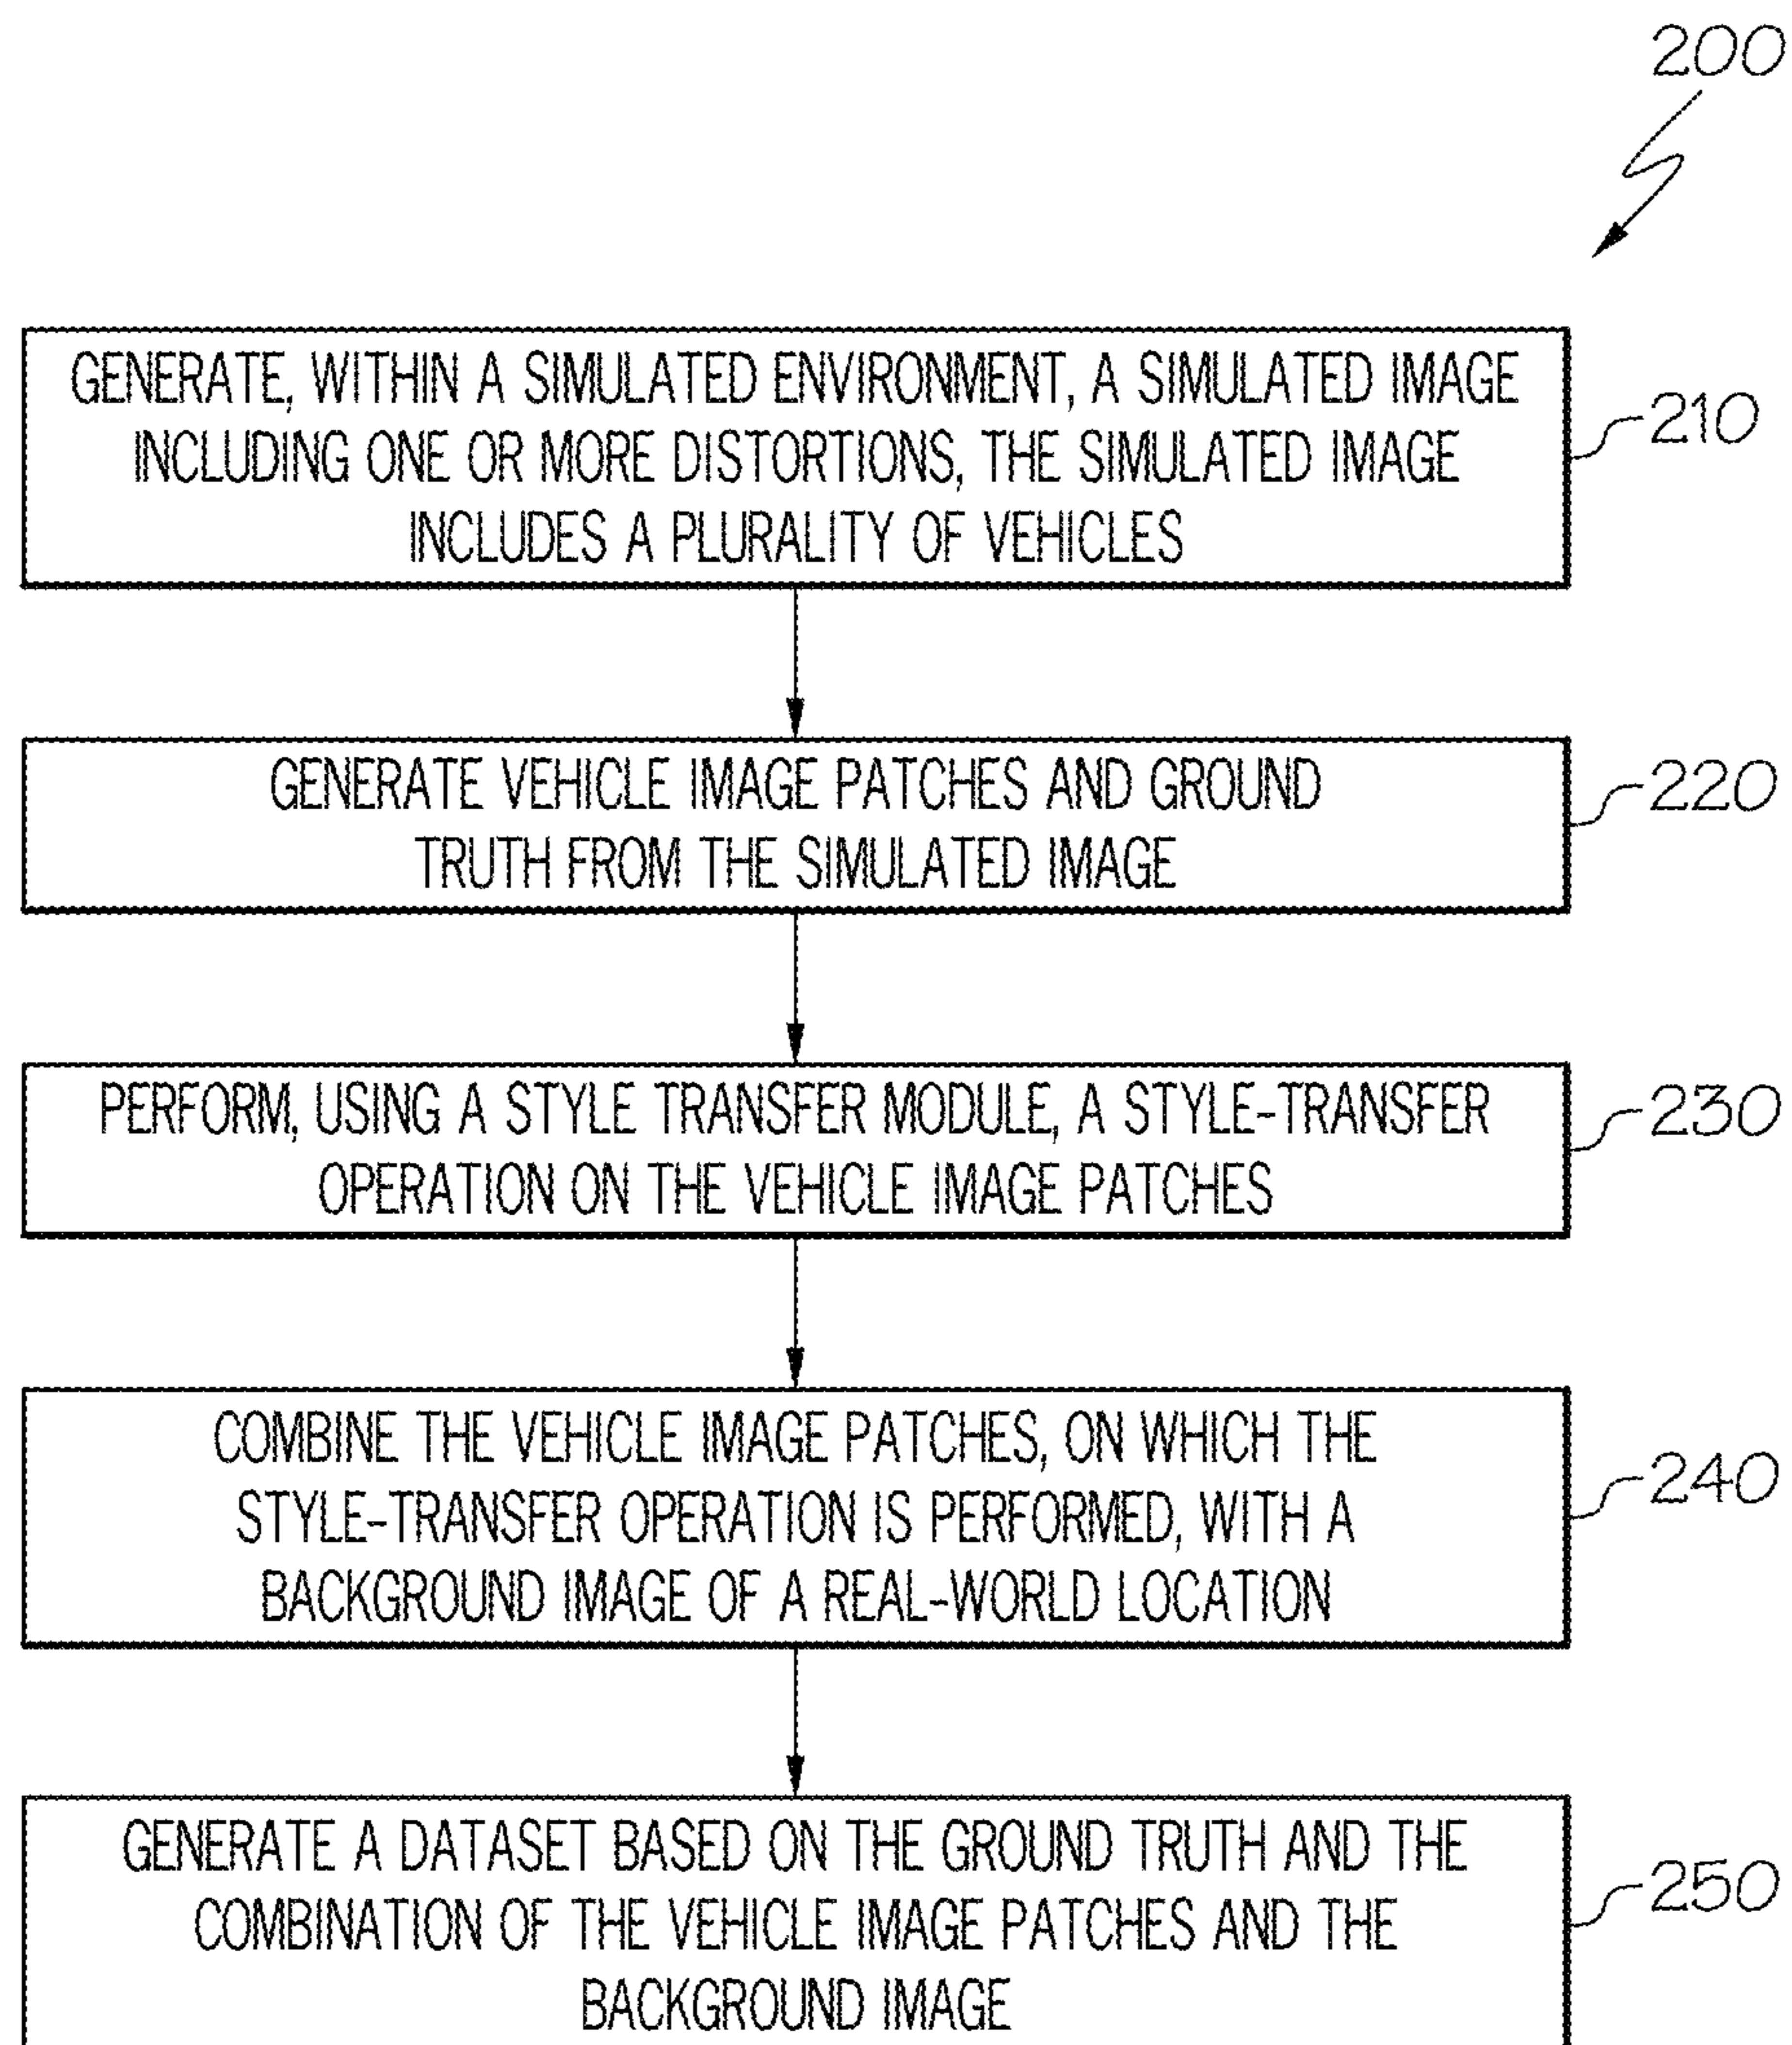 200
GENERATE, WITHIN A SIMULATED ENVIRONMENT, A SIMULATED IMAGE
INCLUDING ONE OR MORE DISTORTIONS, THE SIMULATED IMAGE
INCLUDES A PLURALITY OF VEHICLES
210
GENERATE VEHICLE IMAGE PATCHES AND GROUND
TRUTH FROM THE SIMULATED IMAGE
220
PERFORM, USING A STYLE TRANSFER MODULE, A STYLE-TRANSFER
OPERATION ON THE VEHICLE IMAGE PATCHES
230
COMBINE THE VEHICLE IMAGE PATCHES, ON WHICH THE
STYLE-TRANSFER OPERATION IS PERFORMED, WITH A
BACKGROUND IMAGE OF A REAL-WORLD LOCATION
240
GENERATE A DATASET BASED ON THE GROUND TRUTH AND THE
COMBINATION OF THE VEHICLE IMAGE PATCHES AND THE
BACKGROUND IMAGE
250